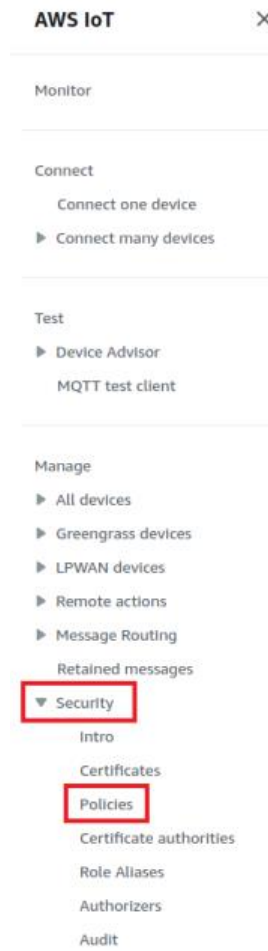 AWS IoT
Monitor
Connect
Connect one device
Connect many devices
Test
Device Advisor
MQTT test client
Manage
All devices
Greengrass devices
LPWAN devices
Remote actions
Message Routing
Retained messages
Security
Intro
Certificates
Policies
Certificate authorities
Role Aliases
Authorizers
Audit